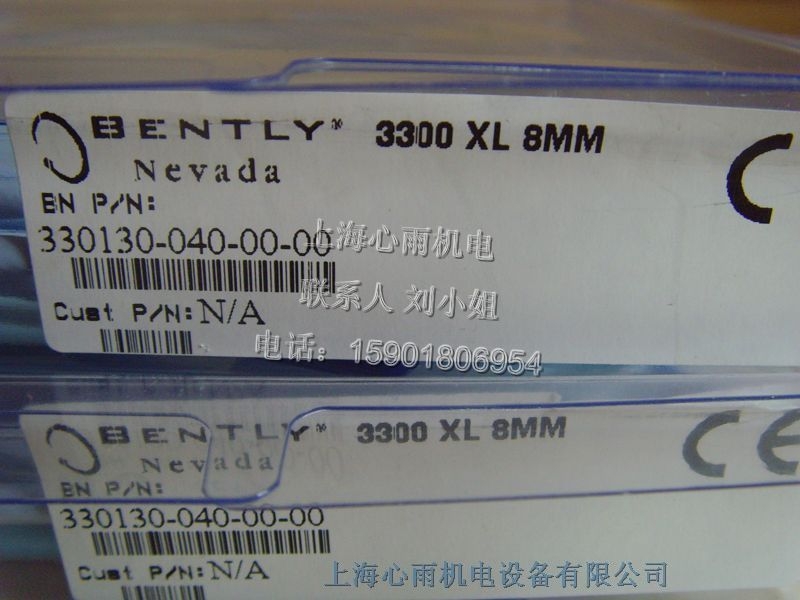 BENTLY® 3300 XL 8MM
Nevada
BN P/N:
330130-040-00-00
Cust P/N: N/A
上海心雨机电
联系人 刘小姐
电话：15901806954
BENTLY® 3300 XL 8MM
Nevada
BN P/N:
330130-040-00-00
Cust P/N: N/A
上海心雨机电设备有限公司